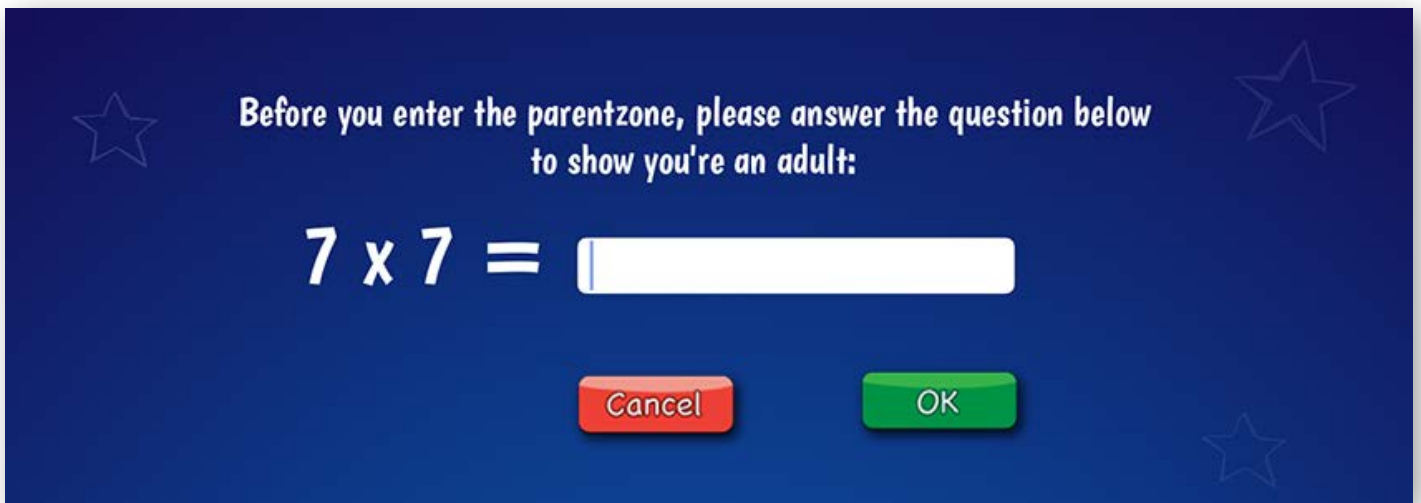 Before you enter the parentzone, please answer the question below
to show you're an adult:
7 x 7 =
Cancel
OK